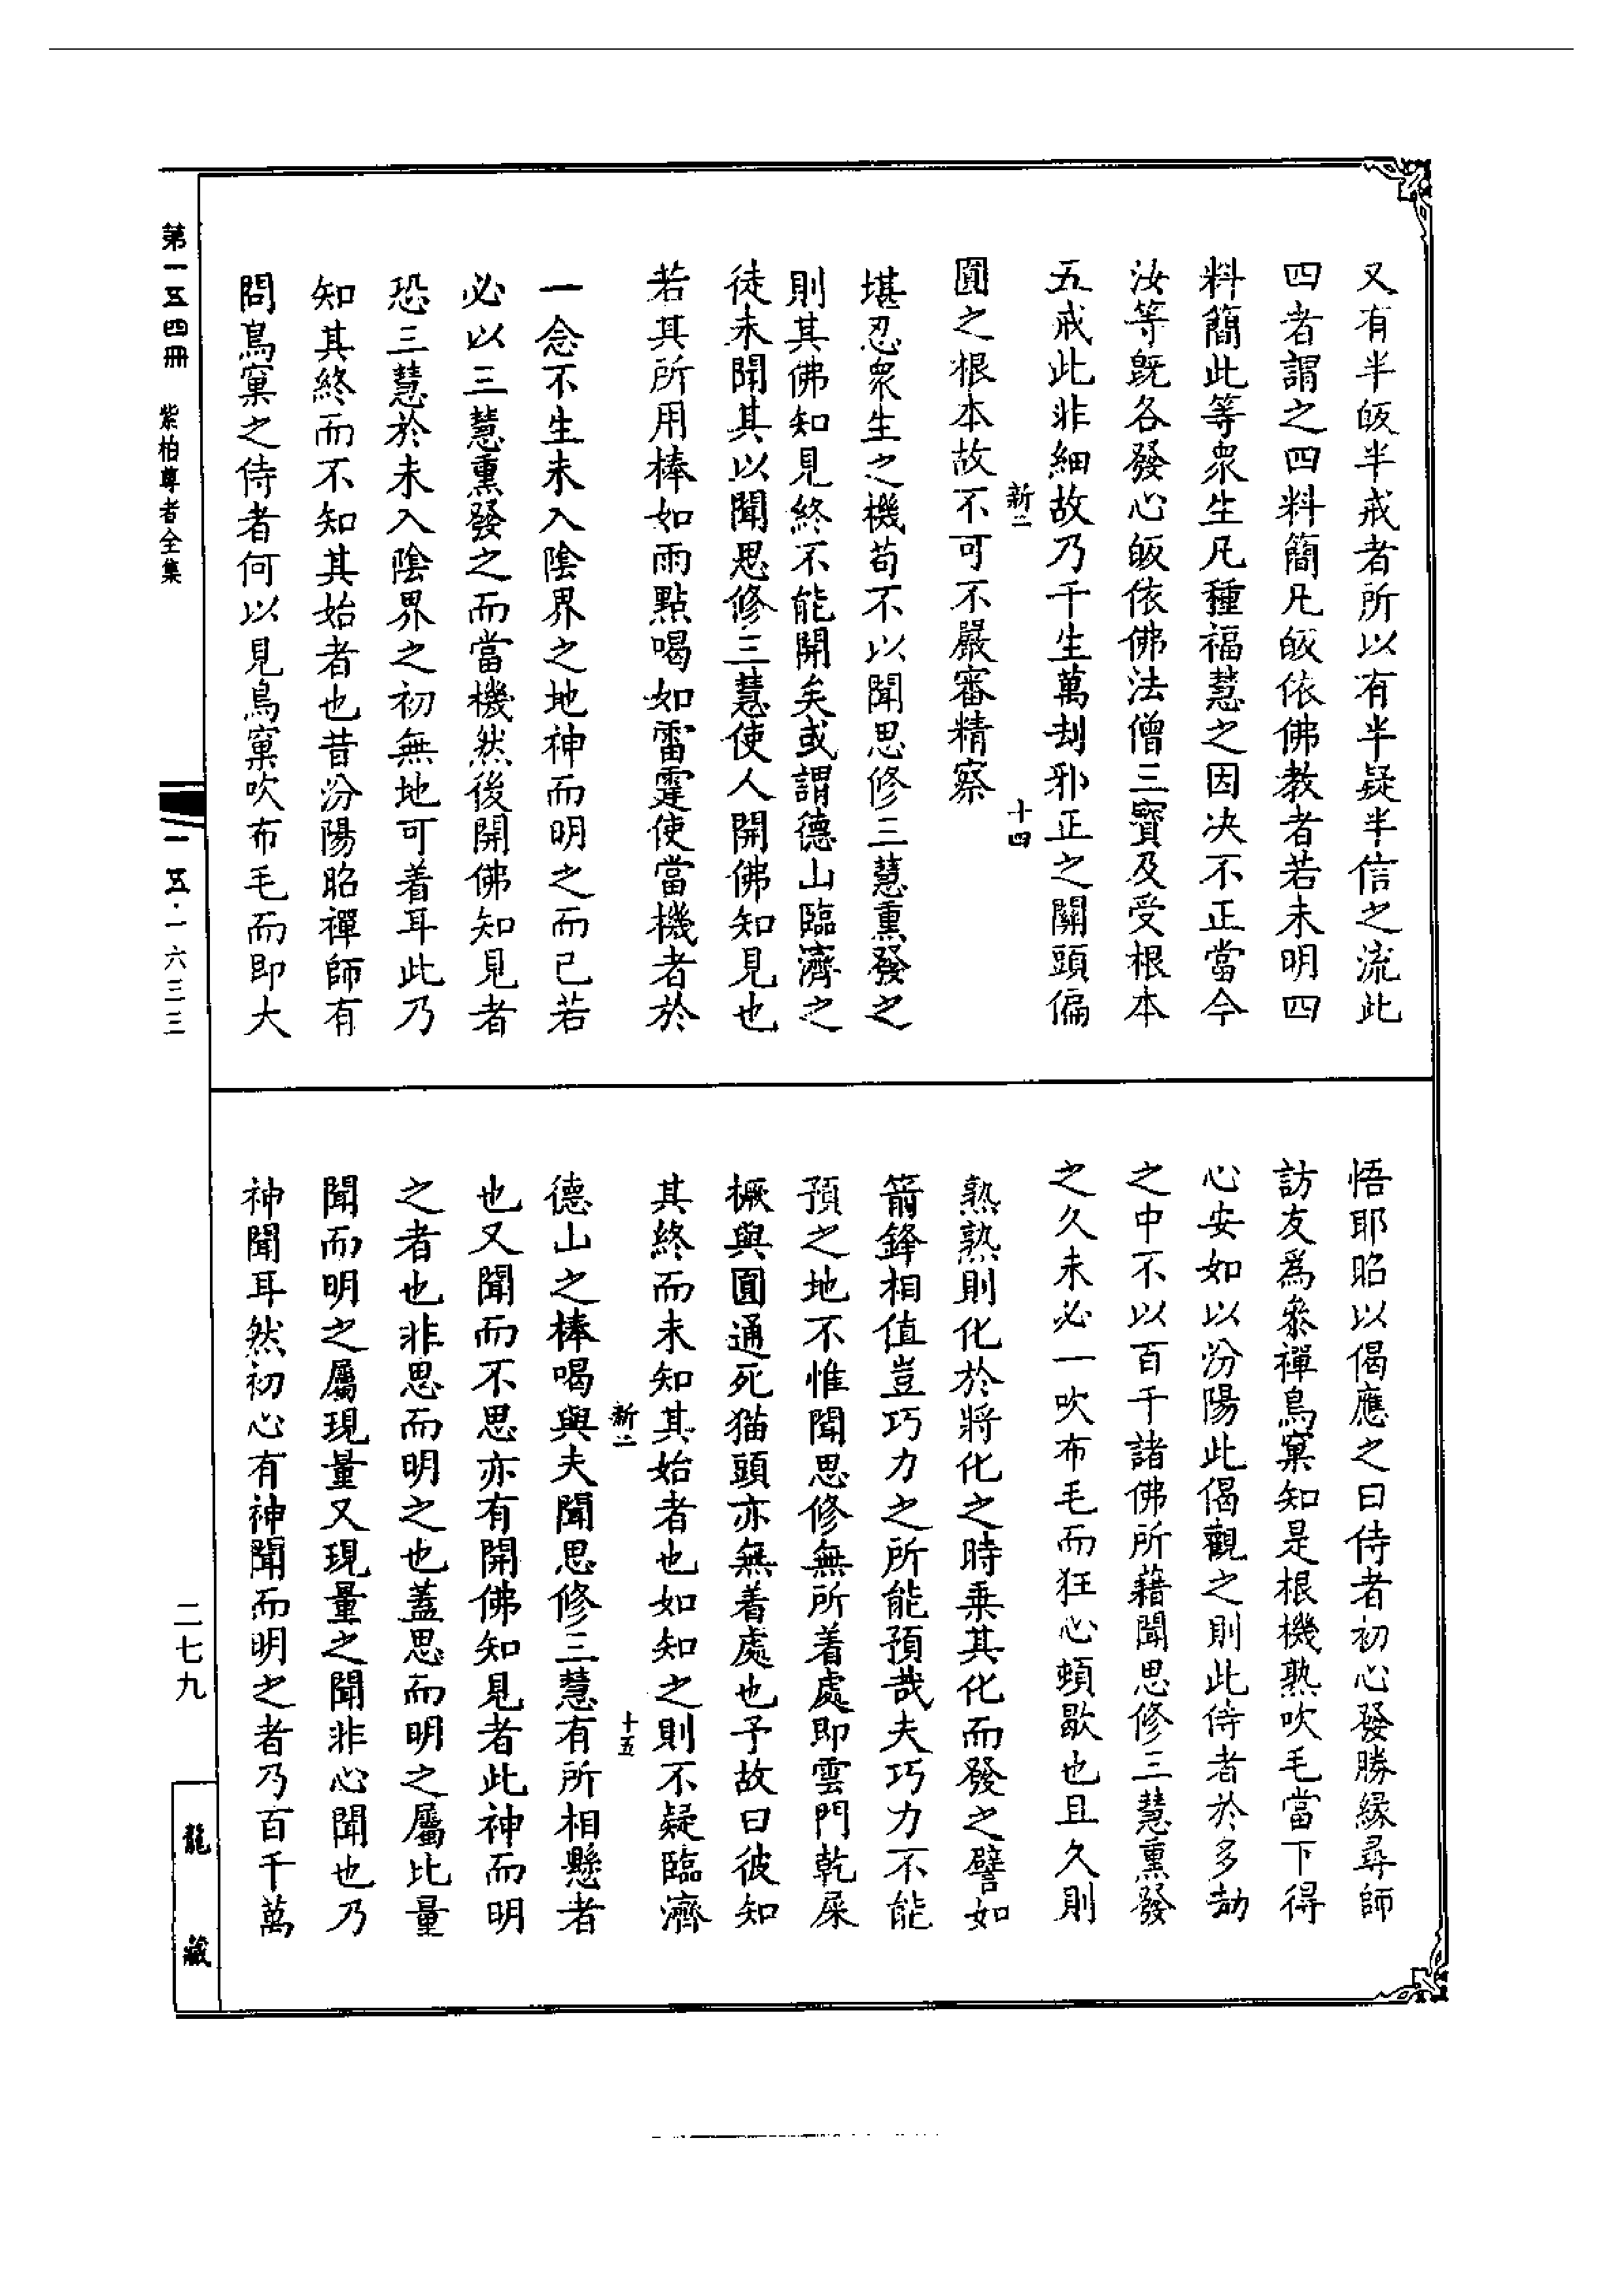 又有半皈半戒者所以有半疑半信之流此
四者謂之四料簡凡皈依佛教者若未明四
料簡此等衆生凡種福慧之因决不正當今
汝等既各發心皈依佛法僧三寳及受根本
五戒此非細故乃千生萬刦邪正之關頭偏
新二 十四
圓之根本故不可不嚴審精察
堪忍衆生之機苟不以聞思修三慧熏發之
則其佛知見終不能開矣或謂德山臨濟之
徒未聞其以聞思修三慧使人開佛知見也
若其所用棒如雨點喝如雷霆使當機者於
一念不生未入陰界之地神而明之而已若
必以三慧熏發之而當機然後開佛知見者
恐三慧於未入陰界之初無地可着耳此乃
知其終而不知其始者也昔汾陽昭禪師有
問鳥窠之侍者何以見鳥窠吹布毛而即大
悟耶昭以偈應之曰侍者初心發勝緣尋師
訪友爲叅禪鳥窠知是根機熟吹毛當下得
心安如以汾陽此偈觀之則此侍者於多劫
之中不以百千諸佛所藉聞思修三慧熏發
之久未必一吹布毛而狂心頓歇也且久則
熟熟則化於將化之時乗其化而發之譬如
箭鋒相值豈巧力之所能預哉夫巧力不能
預之地不惟聞思修無所着處即雲門乾屎
橛與圓通死猫頭亦無着處也予故曰彼知
其終而未知其始者也如知之則不疑臨濟
新二 十五
德山之棒喝與夫聞思修三慧有所相懸者
也又聞而不思亦有開佛知見者此神而明
之者也非思而明之也蓋思而明之屬比量
聞而明之屬現量又現量之聞非心聞也乃
神聞耳然初心有神聞而明之者乃百千萬
第一五四冊 紫柏尊者全集
一五·一六三三
二七九
龍藏